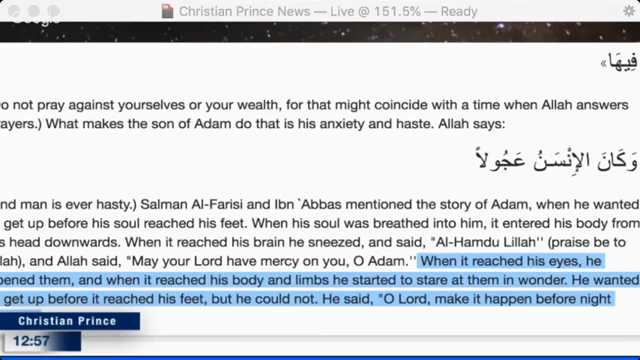 Christian Prince News — Live @ 151.5% — Ready
فِيهَا»
o not pray against yourselves or your wealth, for that might coincide with a time when Allah answers
rayers.) What makes the son of Adam do that is his anxiety and haste. Allah says:
وَكَانَ الإِنْسَـنُ عَجُولاً
nd man is ever hasty.) Salman Al-Farisi and Ibn `Abbas mentioned the story of Adam, when he wanted
get up before his soul reached his feet. When his soul was breathed into him, it entered his body from
s head downwards. When it reached his brain he sneezed, and said, "Al-Hamdu Lillah'' (praise be to
lah), and Allah said, "May your Lord have mercy on you, O Adam.'' When it reached his eyes, he
pened them, and when it reached his body and limbs he started to stare at them in wonder. He wanted
get up before it reached his feet, but he could not. He said, "O Lord, make it happen before night
Christian Prince
12:57